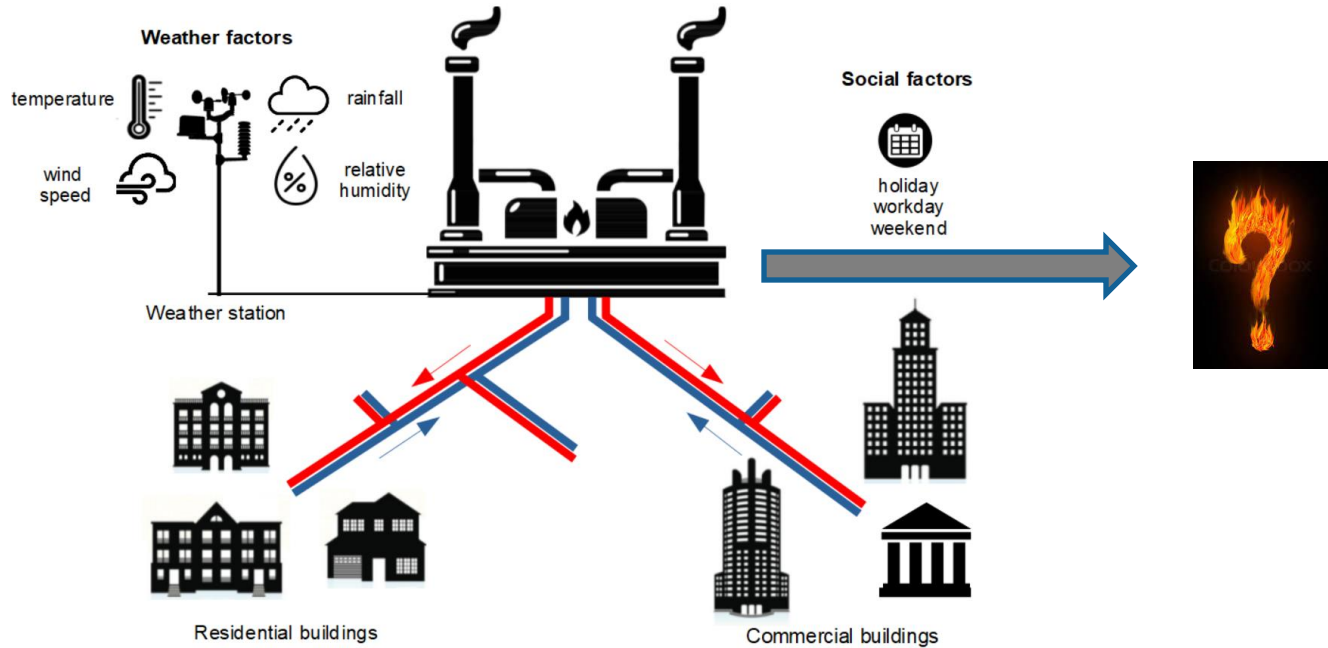 Weather factors
temperature
rainfall
wind
speed
relative
humidity
Weather station
Social factors
holiday
workday
weekend
Residential buildings
Commercial buildings